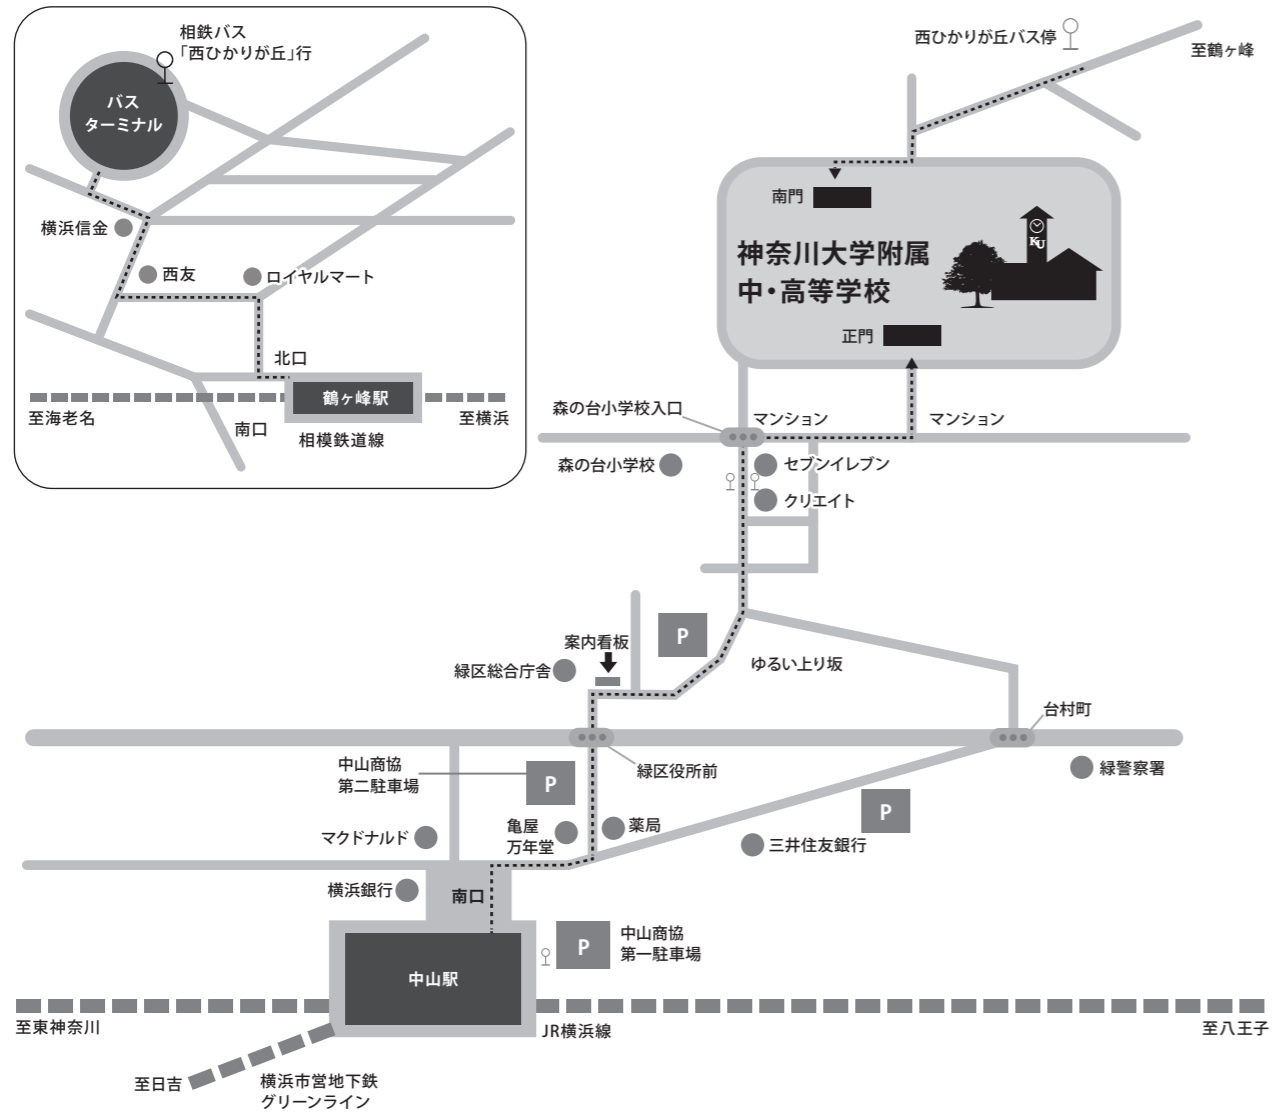 相鉄バス
「西ひかりが丘」行
バス
ターミナル
横浜信金
西友
ロイヤルマート
北口
鶴ヶ峰駅
至海老名
南口
相模鉄道線
至横浜
西ひかりが丘バス停
至鶴ヶ峰
南門
神奈川大学附属
中・高等学校
KU
正門
森の台小学校入口
マンション
マンション
森の台小学校
セブンイレブン
クリエイト
案内看板
P
緑区総合庁舎
ゆるい上り坂
台村町
中山商協
第二駐車場
P
緑区役所前
緑警察署
P
マクドナルド
亀屋
万年堂
薬局
三井住友銀行
横浜銀行
南口
中山駅
P
中山商協
第一駐車場
至東神奈川
JR横浜線
至八王子
至日吉
横浜市営地下鉄
グリーンライン